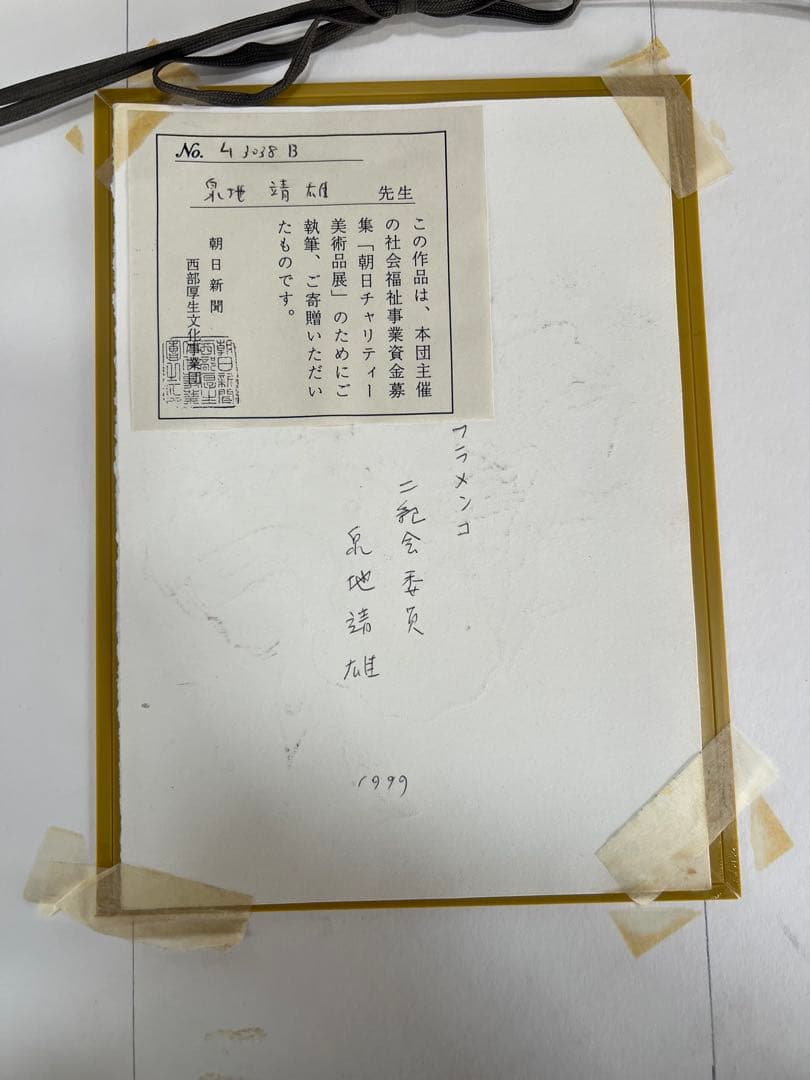 No. 43038B
泉地 靖雄 先生
この作品は、本団主催
の社会福祉事業資金募
集「朝日チャリティー
美術品展」のためにご
執筆、ご寄贈いただい
たものです。
朝日新聞
西部厚生文化事業団
フラメンコ
二紀会委員
泉地靖雄
1999